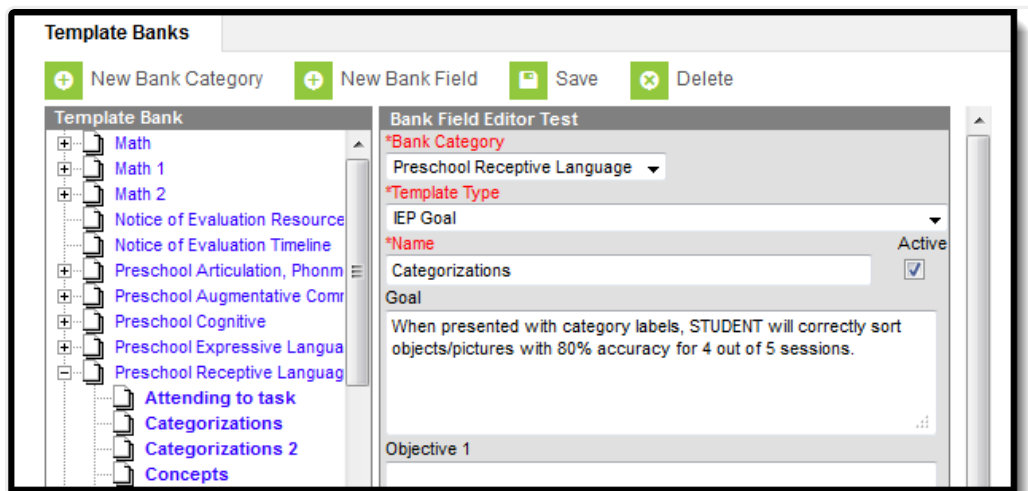 Template Banks
New Bank Category New Bank Field Save Delete
Template Bank
Math
Math 1
Math 2
Notice of Evaluation Resource
Notice of Evaluation Timeline
Preschool Articulation, Phonm
Preschool Augmentative Comr
Preschool Cognitive
Preschool Expressive Langua
Preschool Receptive Languag
Attending to task
Categorizations
Categorizations 2
Concepts
Bank Field Editor Test
*Bank Category
Preschool Receptive Language
*Template Type
IEP Goal
*Name Active
Categorizations
Goal
When presented with category labels, STUDENT will correctly sort
objects/pictures with 80% accuracy for 4 out of 5 sessions.
Objective 1